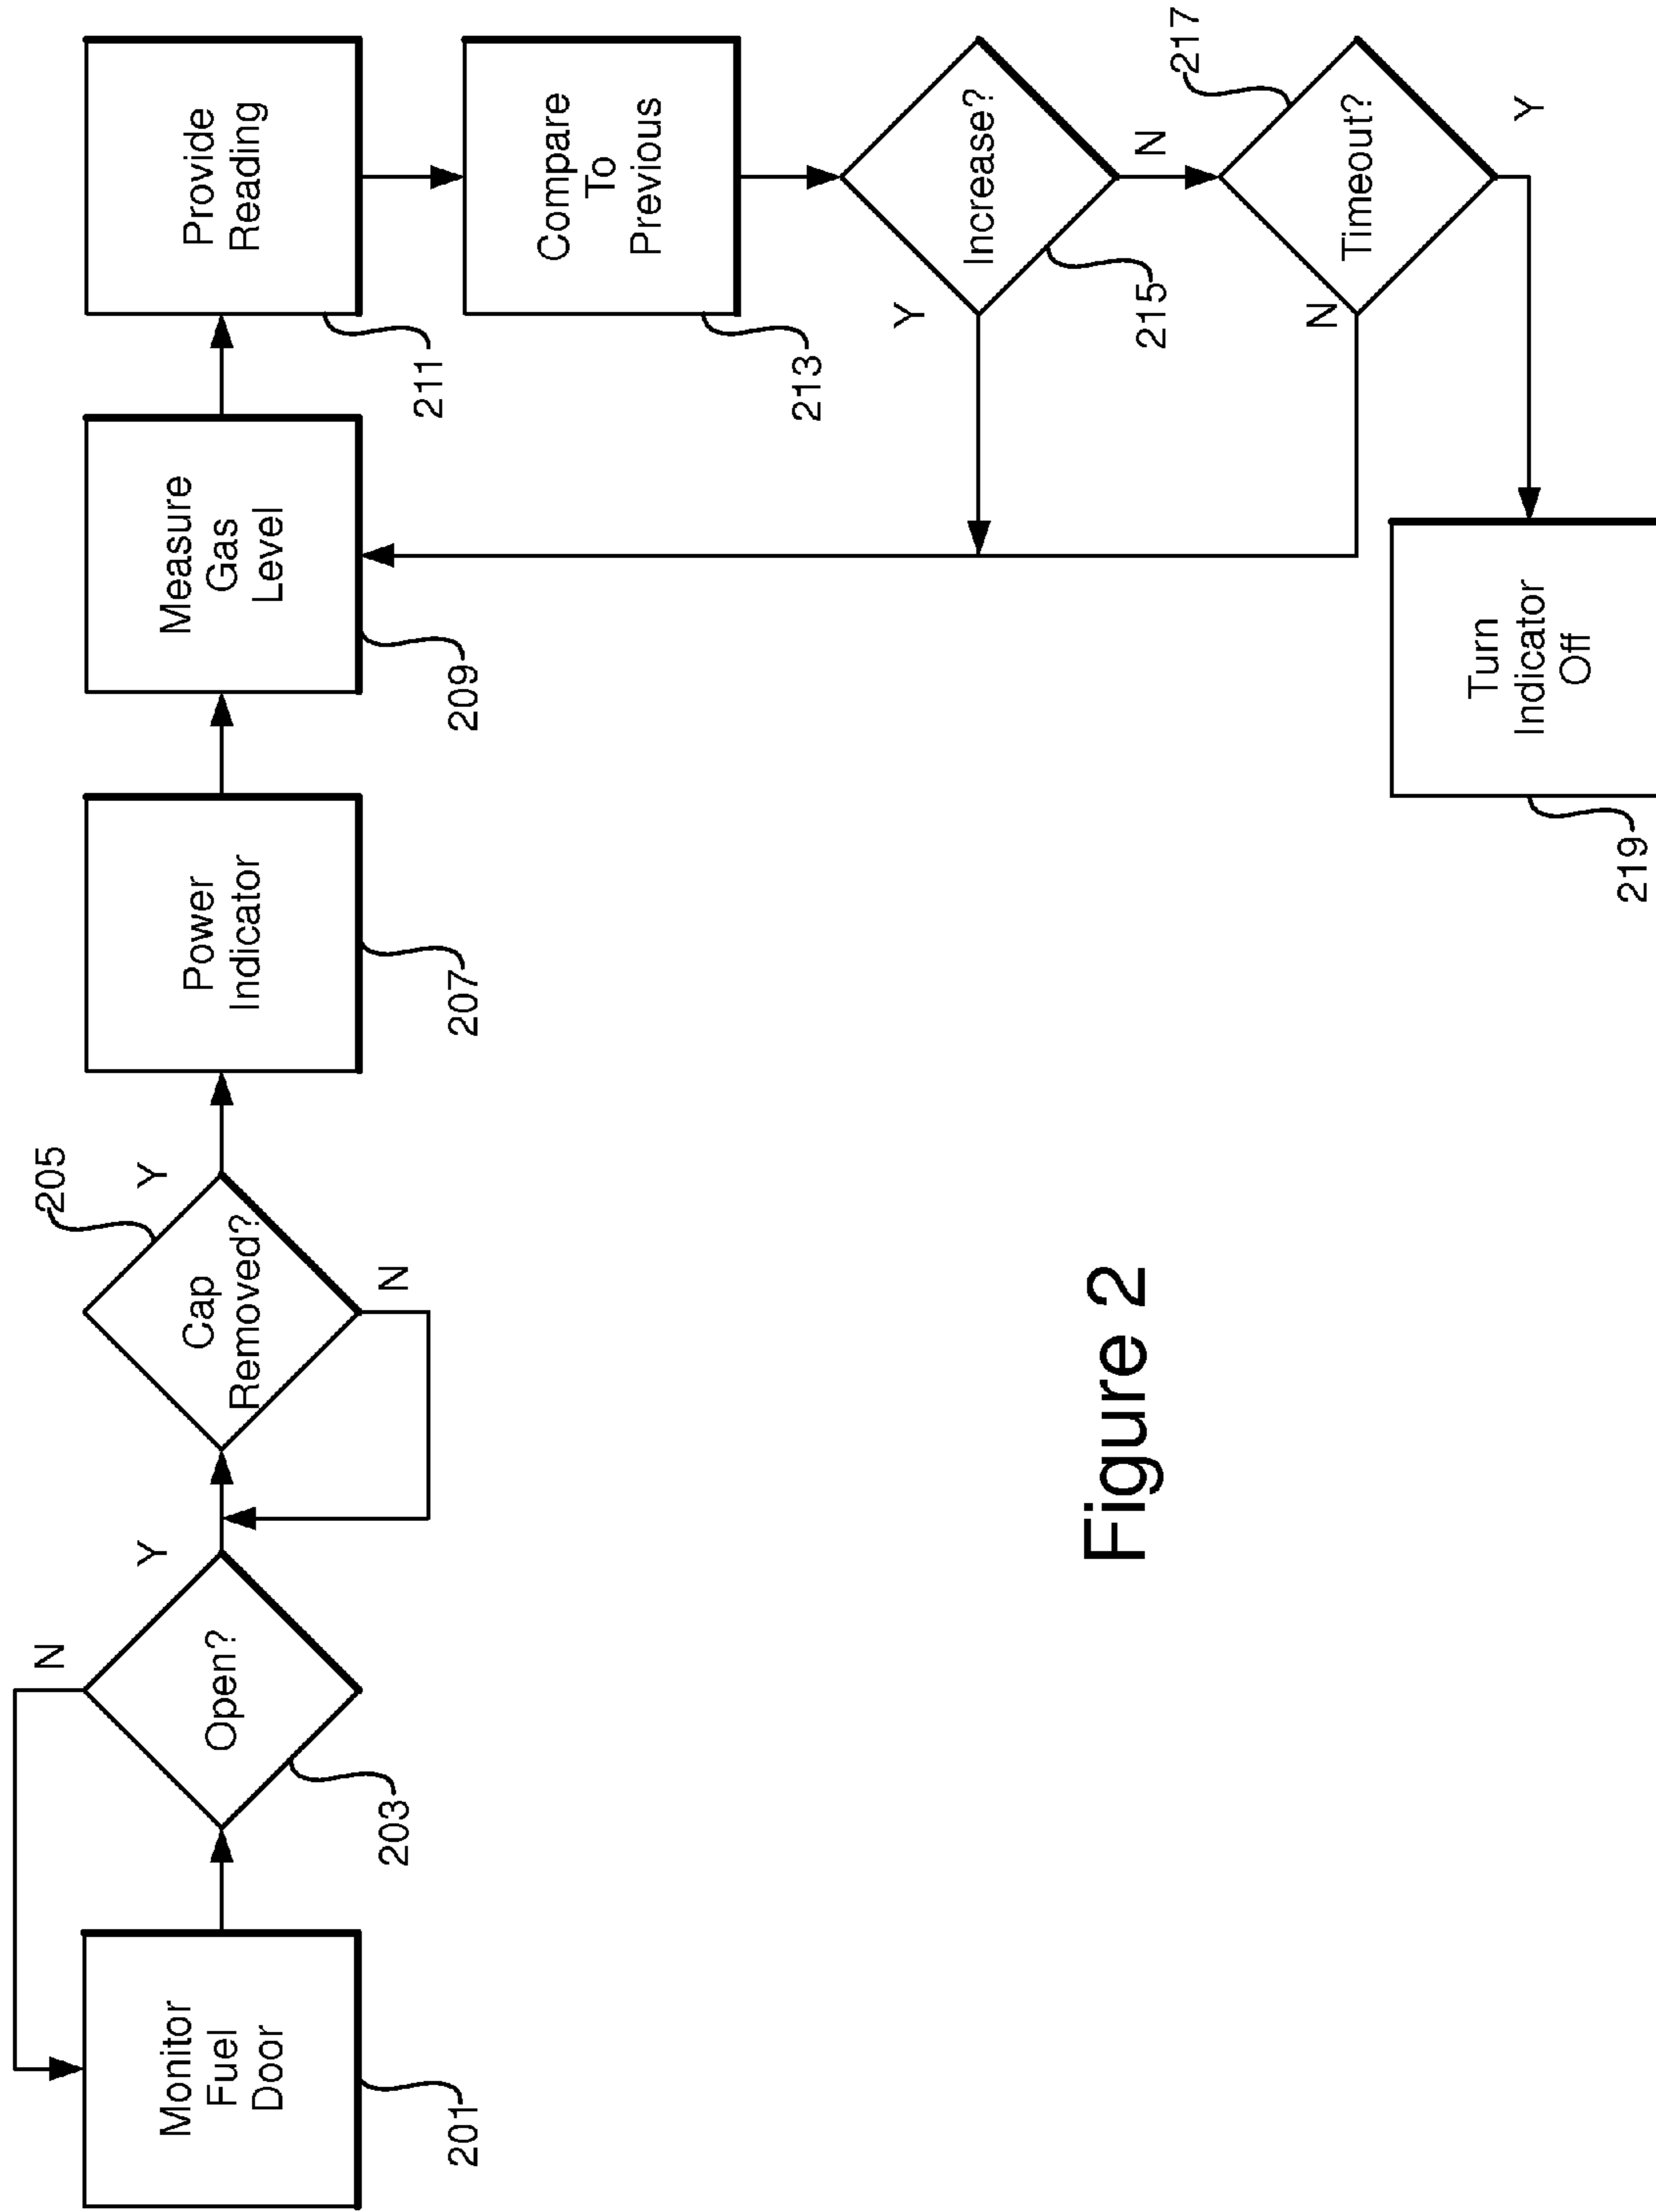 Monitor
Fuel
Door
201
N
Open?
203
Y
Cap
Removed?
205
Y
N
Power
Indicator
207
Measure
Gas
Level
209
Provide
Reading
211
Compare
To
Previous
213
Increase?
Y
215
N
Timeout?
217
N
Y
Turn
Indicator
Off
219
Figure 2